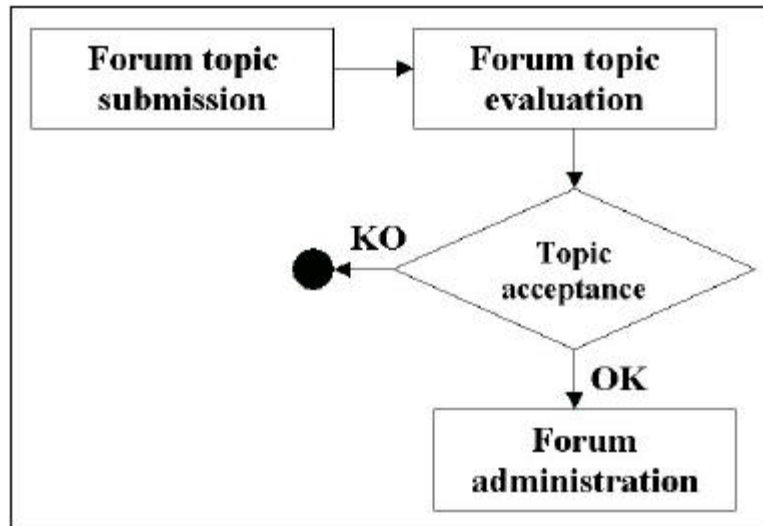 Forum topic
submission
Forum topic
evaluation
KO
Topic
acceptance
OK
Forum
administration